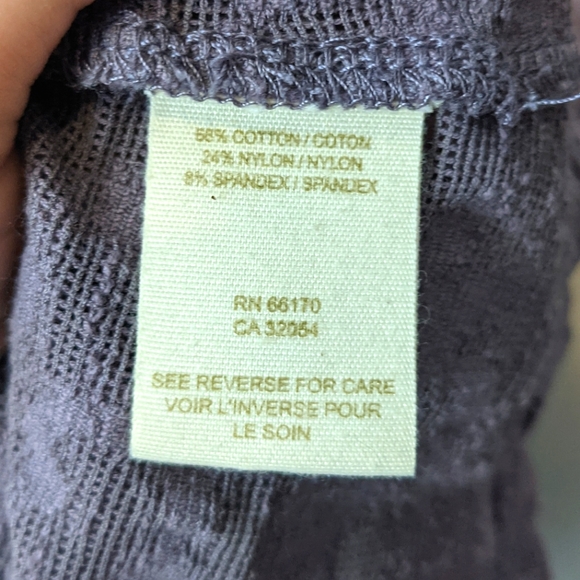 68% COTTON / COTON
24% NYLON / NYLON
8% SPANDEX / SPANDEX
RN 66170
CA 32054
SEE REVERSE FOR CARE
VOIR L'INVERSE POUR
LE SOIN